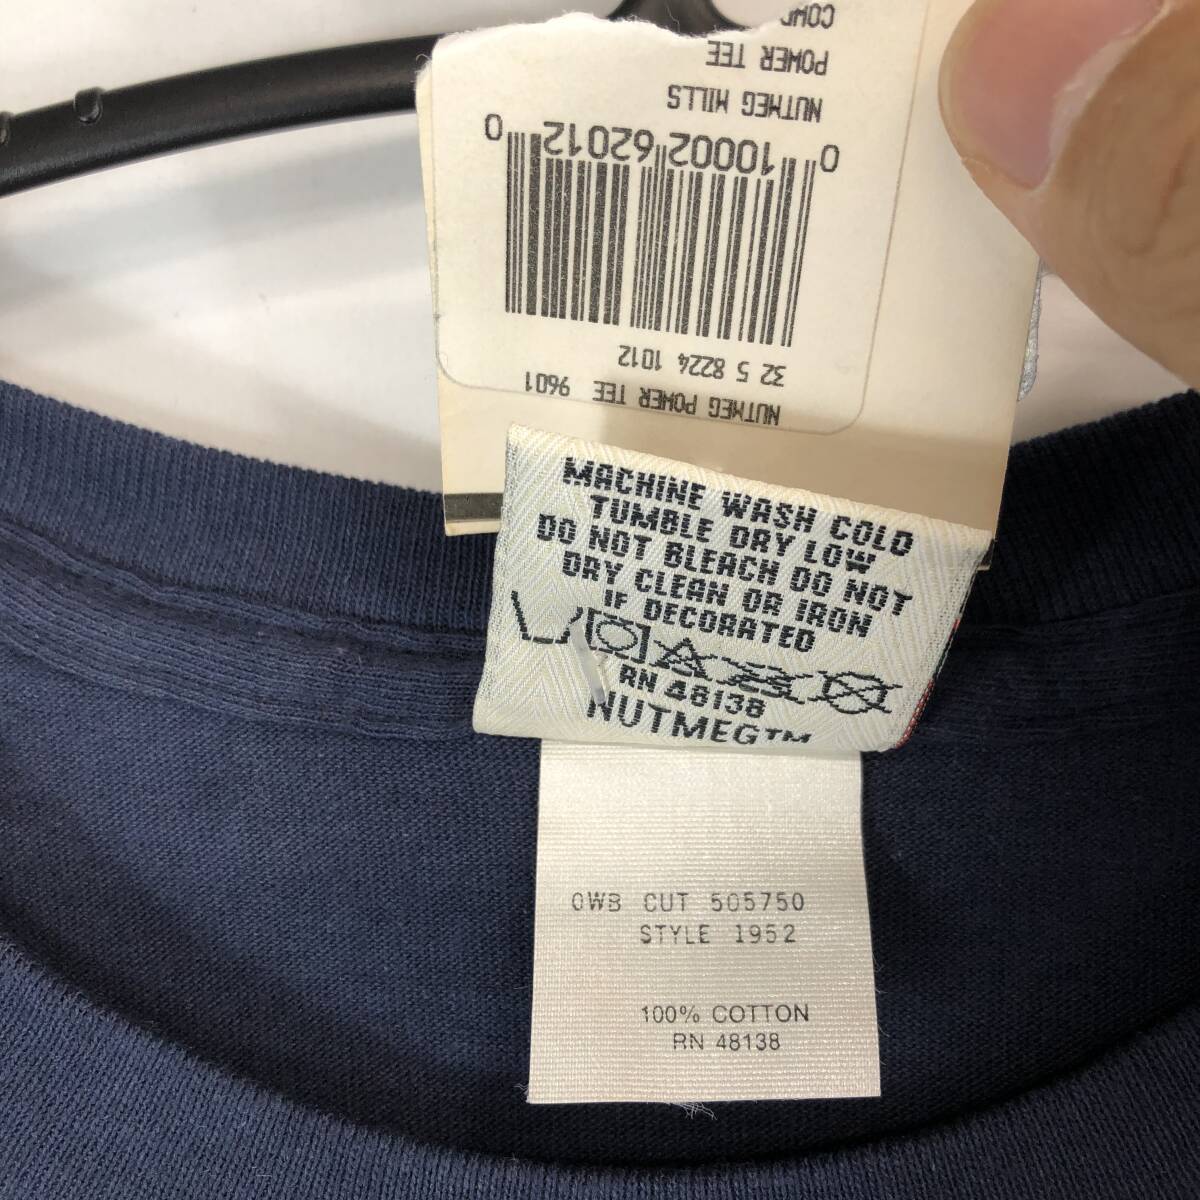 NUTMEG POWER TEE 9601
32 5 8224 1012
0 10002 62012 0
NUTMEG MILLS
POWER TEE
MACHINE WASH COLD
TUMBLE DRY LOW
DO NOT BLEACH DO NOT
DRY CLEAN OR IRON
IF DECORATED
RN 48138
NUTMEG™
OWB CUT 505750
STYLE 1952
100% COTTON
RN 48138